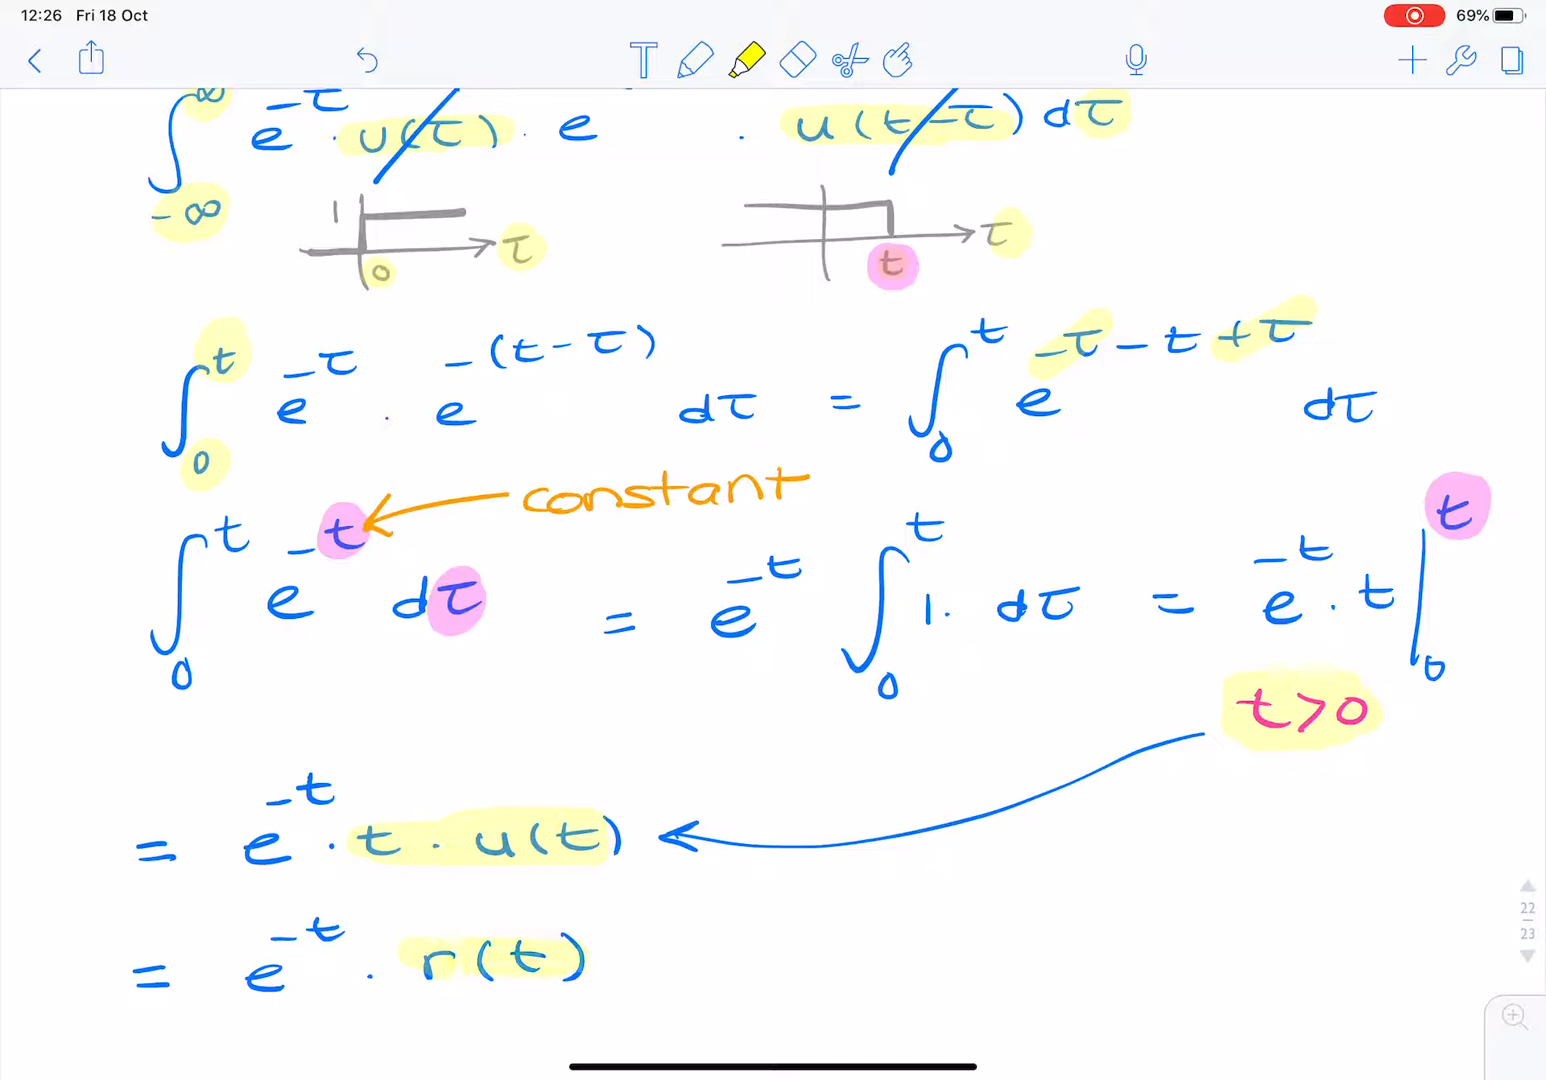 12:26 Fri 18 Oct 69%
T
∫_{-∞}^{∞} e^{-τ} · u(τ) · e · u(t-τ) dτ
1 0 τ t τ
∫_0^t e^{-τ} · e^{-(t-τ)} dτ = ∫_0^t e^{-τ-t+τ} dτ
constant
∫_0^t e^{-t} dτ = e^{-t} ∫_0^t 1· dτ = e^{-t} · t |_0^t
t>0
= e^{-t} · t · u(t)
= e^{-t} · r(t)
22
23